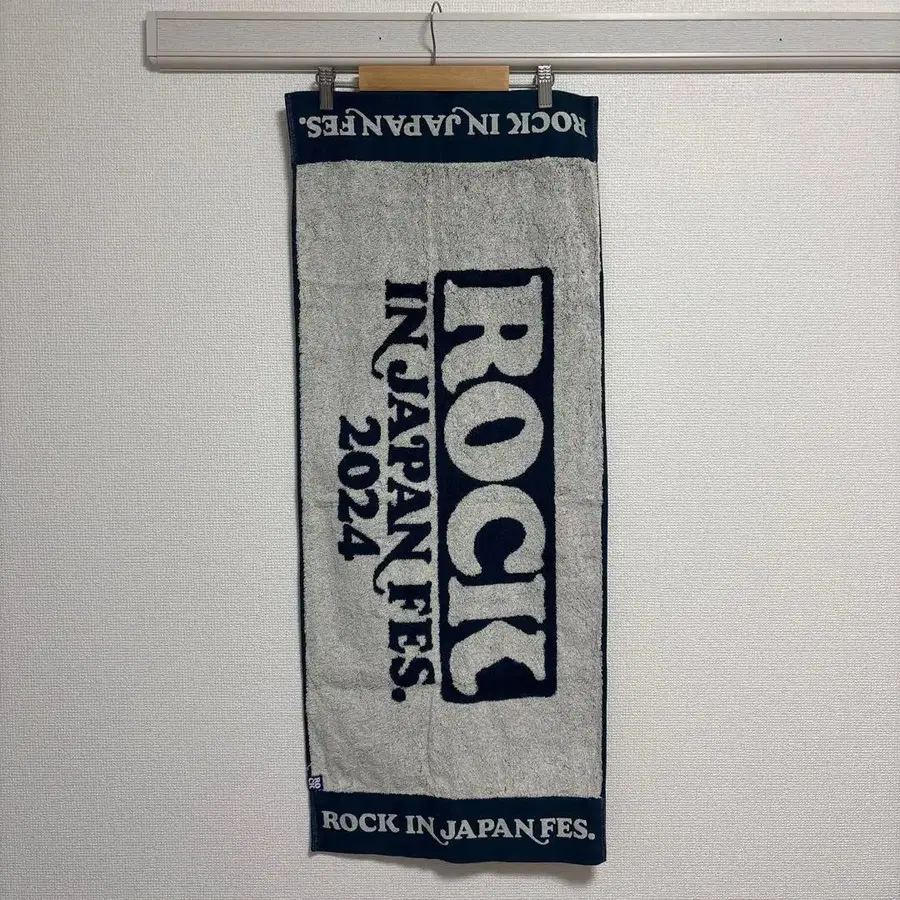 ROCK IN JAPAN FES.
ROCK
IN JAPAN FES.
2024
ROCK IN JAPAN FES.